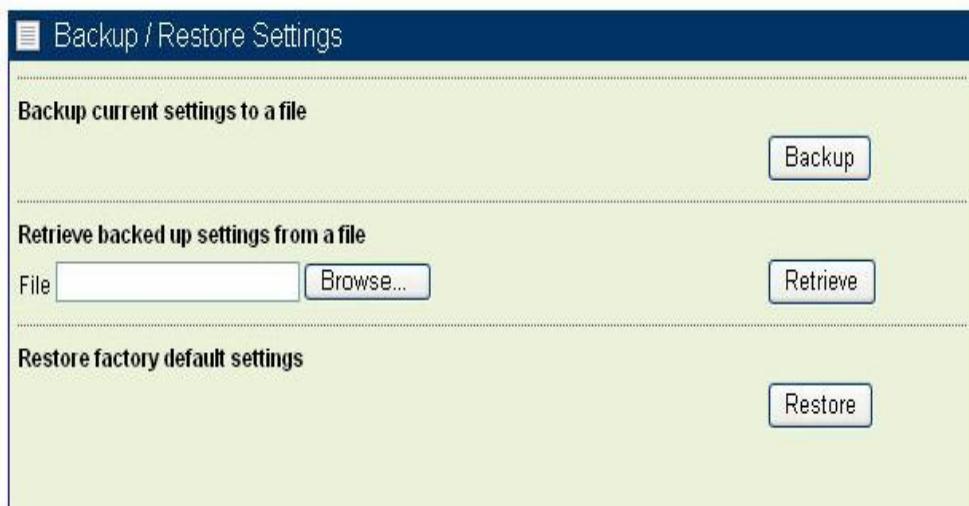 Backup / Restore Settings
Backup current settings to a file
Backup
Retrieve backed up settings from a file
File Browse... Retrieve
Restore factory default settings
Restore